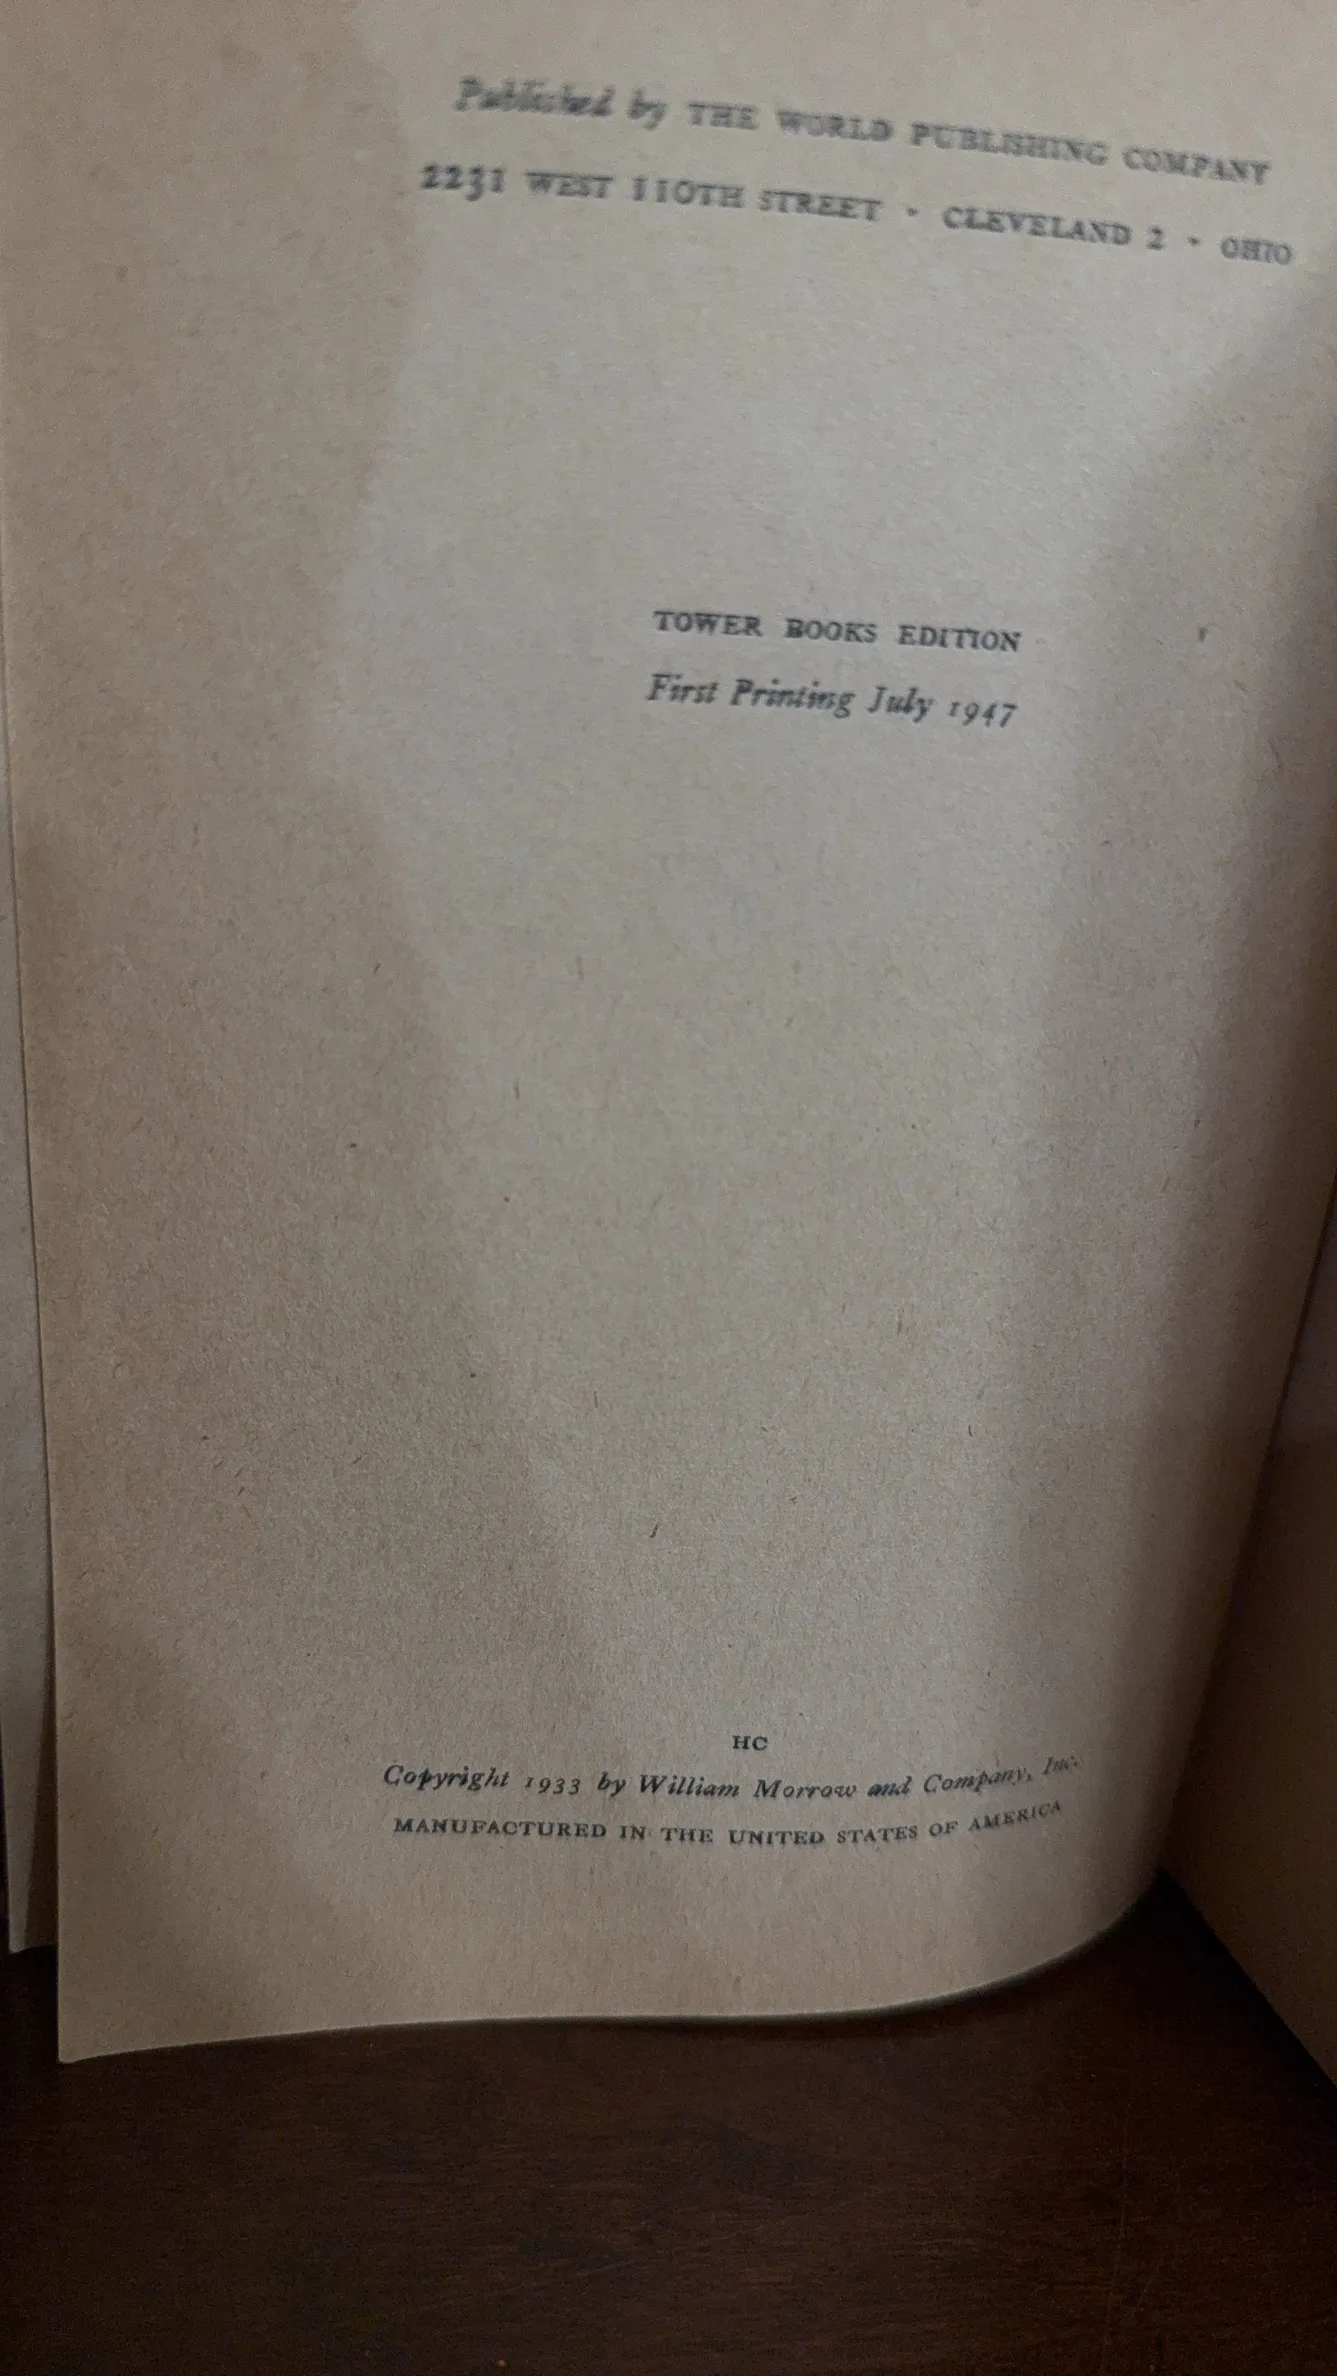 Published by THE WORLD PUBLISHING COMPANY
2231 WEST 110TH STREET • CLEVELAND 2 • OHIO
TOWER BOOKS EDITION
First Printing July 1947
HC
Copyright 1933 by William Morrow and Company, Inc.
MANUFACTURED IN THE UNITED STATES OF AMERICA